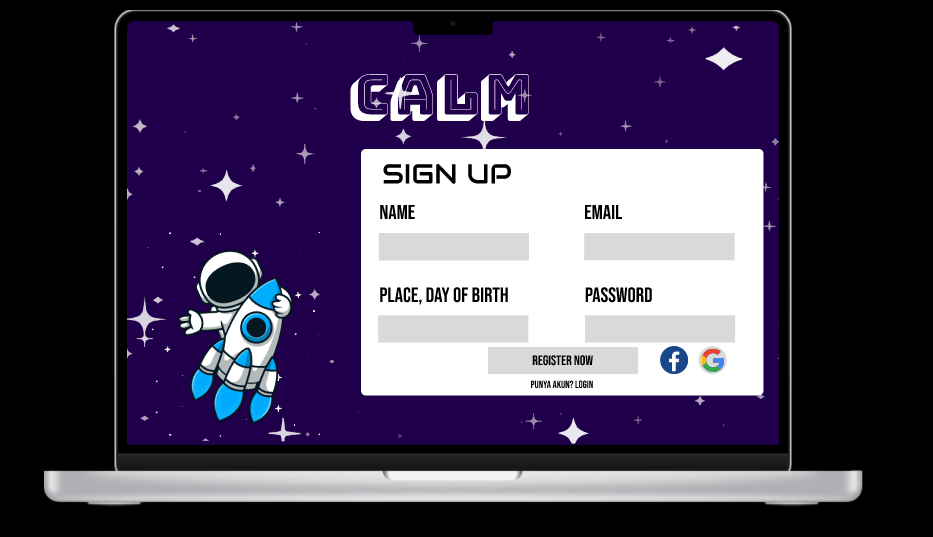 CALM
SIGN UP
NAME
EMAIL
PLACE, DAY OF BIRTH
PASSWORD
REGISTER NOW
PUNYA AKUN? LOGIN